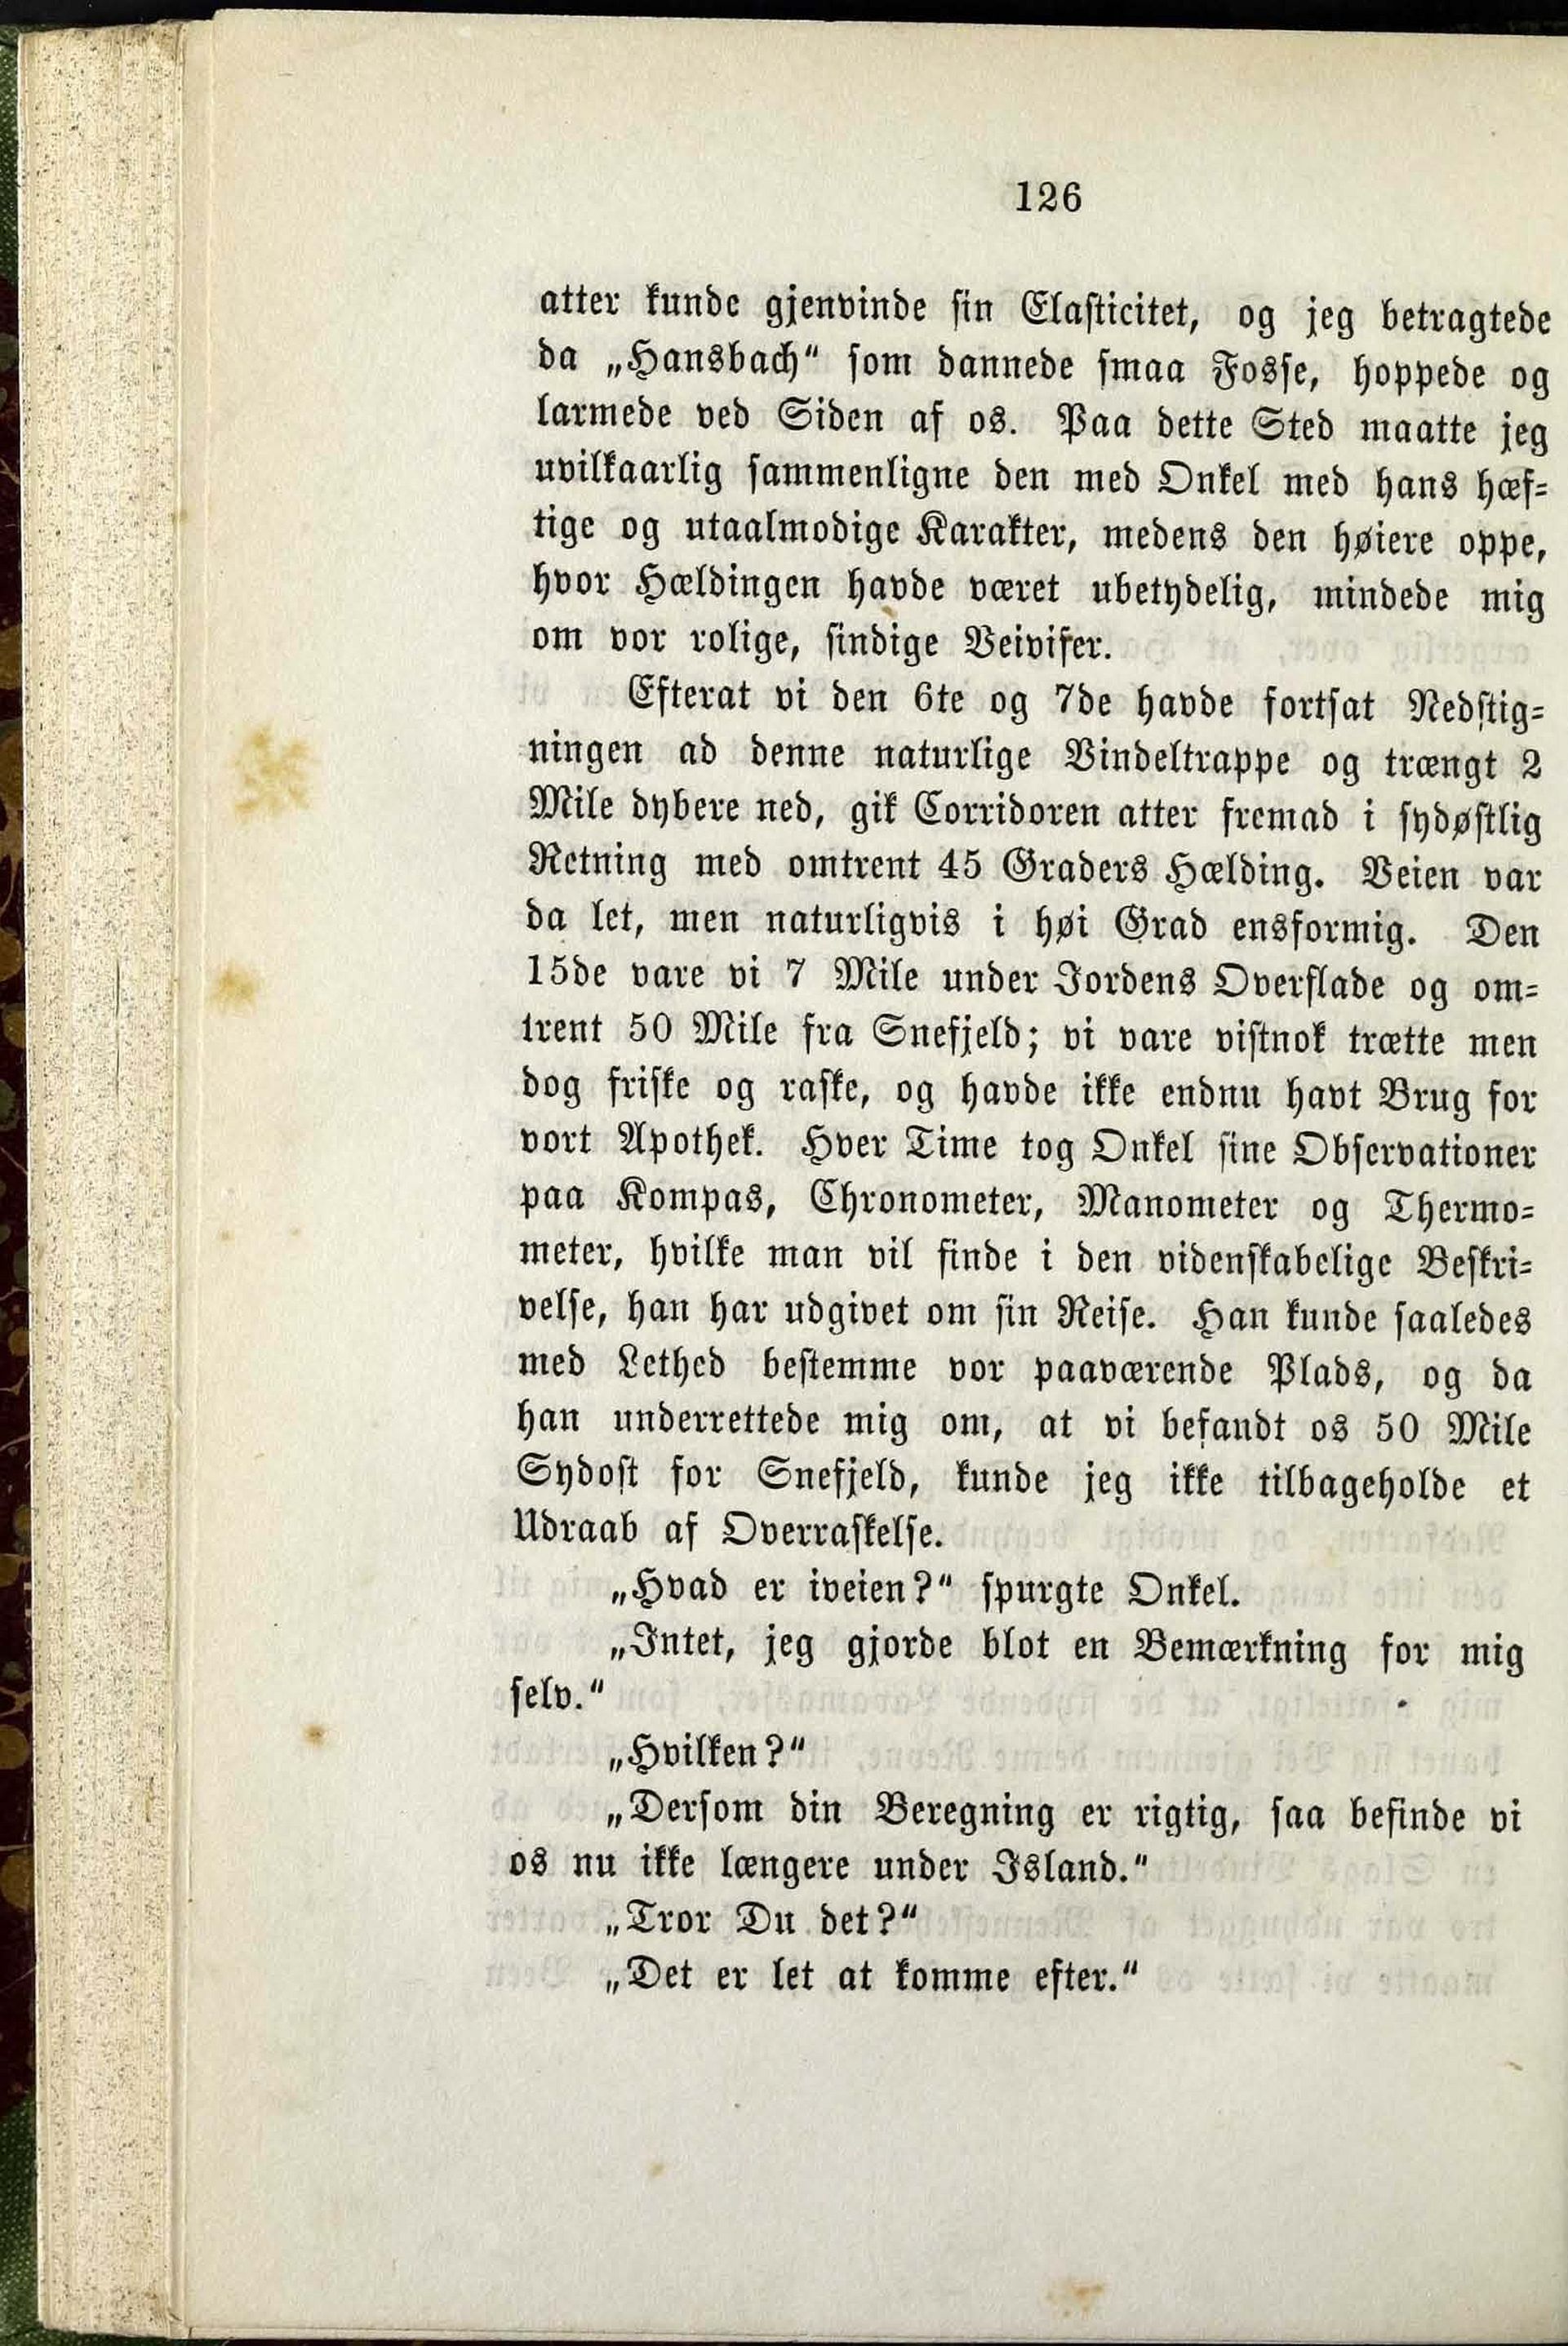 126
atter kunde gjenvinde sin Elasticitet, og jeg betragtede
da „Hansbach“ som dannede smaa Fosse, hoppede og
larmede ved Siden af os. Paa dette Sted maatte jeg
uvilkaarlig sammenligne den med Onkel med hans hæf=
tige og utaalmodige Karakter, medens den høiere oppe,
hvor Hældingen havde været ubetydelig, mindede mig
om vor rolige, sindige Veiviser.
Efterat vi den 6te og 7de havde fortsat Nedstig=
ningen ad denne naturlige Vindeltrappe og trængt 2
Mile dybere ned, gik Corridoren atter fremad i sydøstlig
Retning med omtrent 45 Graders Hælding. Veien var
da let, men naturligvis i høi Grad ensformig. Den
15de vare vi 7 Mile under Jordens Overflade og om=
trent 50 Mile fra Snefjeld; vi vare vistnok trætte men
dog friske og raske, og havde ikke endnu havt Brug for
vort Apothek. Hver Time tog Onkel sine Observationer
paa Kompas, Chronometer, Manometer og Thermo=
meter, hvilke man vil finde i den videnskabelige Beskri=
velse, han har udgivet om sin Reise. Han kunde saaledes
med Lethed bestemme vor paaværende Plads, og da
han underrettede mig om, at vi befandt os 50 Mile
Sydost for Snefjeld, kunde jeg ikke tilbageholde et
Udraab af Overraskelse.
„Hvad er iveien?“ spurgte Onkel.
„Intet, jeg gjorde blot en Bemærkning for mig
selv.“
„Hvilken?“
„Dersom din Beregning er rigtig, saa befinde vi
os nu ikke længere under Island.“
„Tror Du det?“
„Det er let at komme efter.“